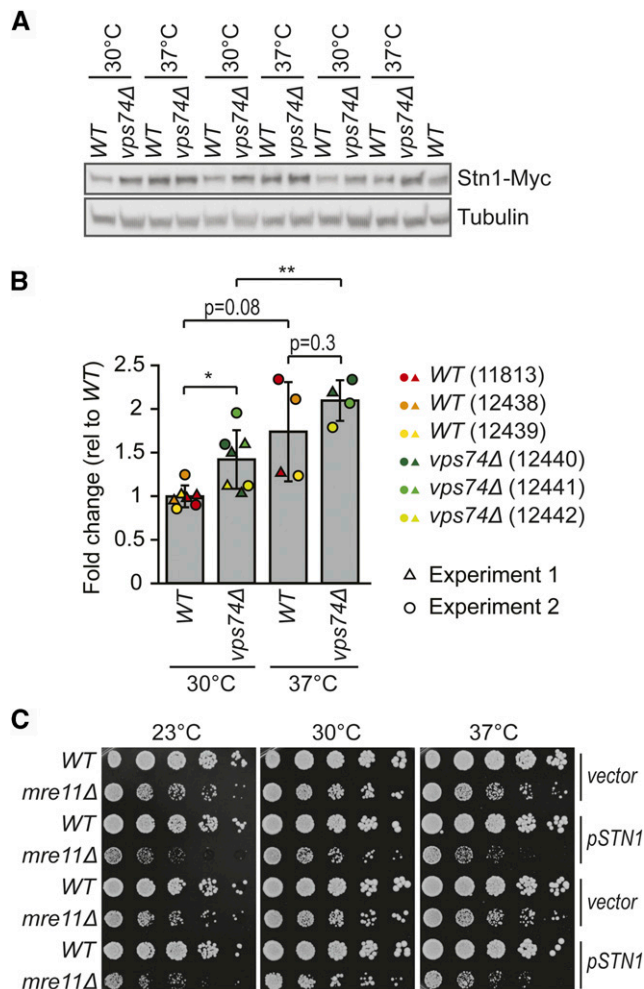 A
30°C 37°C 30°C 37°C 30°C 37°C
WT vps74Δ WT vps74Δ WT vps74Δ WT vps74Δ WT vps74Δ WT vps74Δ WT
Stn1-Myc
Tubulin
B
**
p=0.08
p=0.3
*
Fold change (rel to WT)
2.5
2
1.5
1
0.5
0
WT vps74Δ WT vps74Δ
30°C 37°C
WT (11813)
WT (12438)
WT (12439)
vps74Δ (12440)
vps74Δ (12441)
vps74Δ (12442)
Experiment 1
Experiment 2
C
23°C 30°C 37°C
WT
mre11Δ
vector
WT
mre11Δ
pSTN1
WT
mre11Δ
vector
WT
mre11Δ
pSTN1